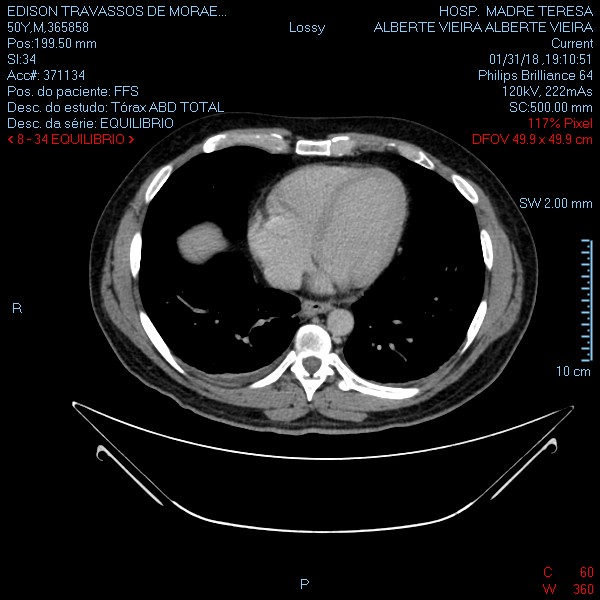 EDISON TRAVASSOS DE MORAE...
50Y,M,365858
Pos:199.50 mm
SI:34
Acc#: 371134
Pos. do paciente: FFS
Desc. do estudo: Tórax ABD TOTAL
Desc. da série: EQUILIBRIO
< 8 - 34 EQUILIBRIO >
Lossy
HOSP. MADRE TERESA
ALBERTE VIEIRA ALBERTE VIEIRA
Current
01/31/18 ,19:10:51
Philips Brilliance 64
120kV, 222mAs
SC:500.00 mm
117% Pixel
DFOV 49.9 x 49.9 cm
SW 2.00 mm
R
10 cm
P
C 60
W 360